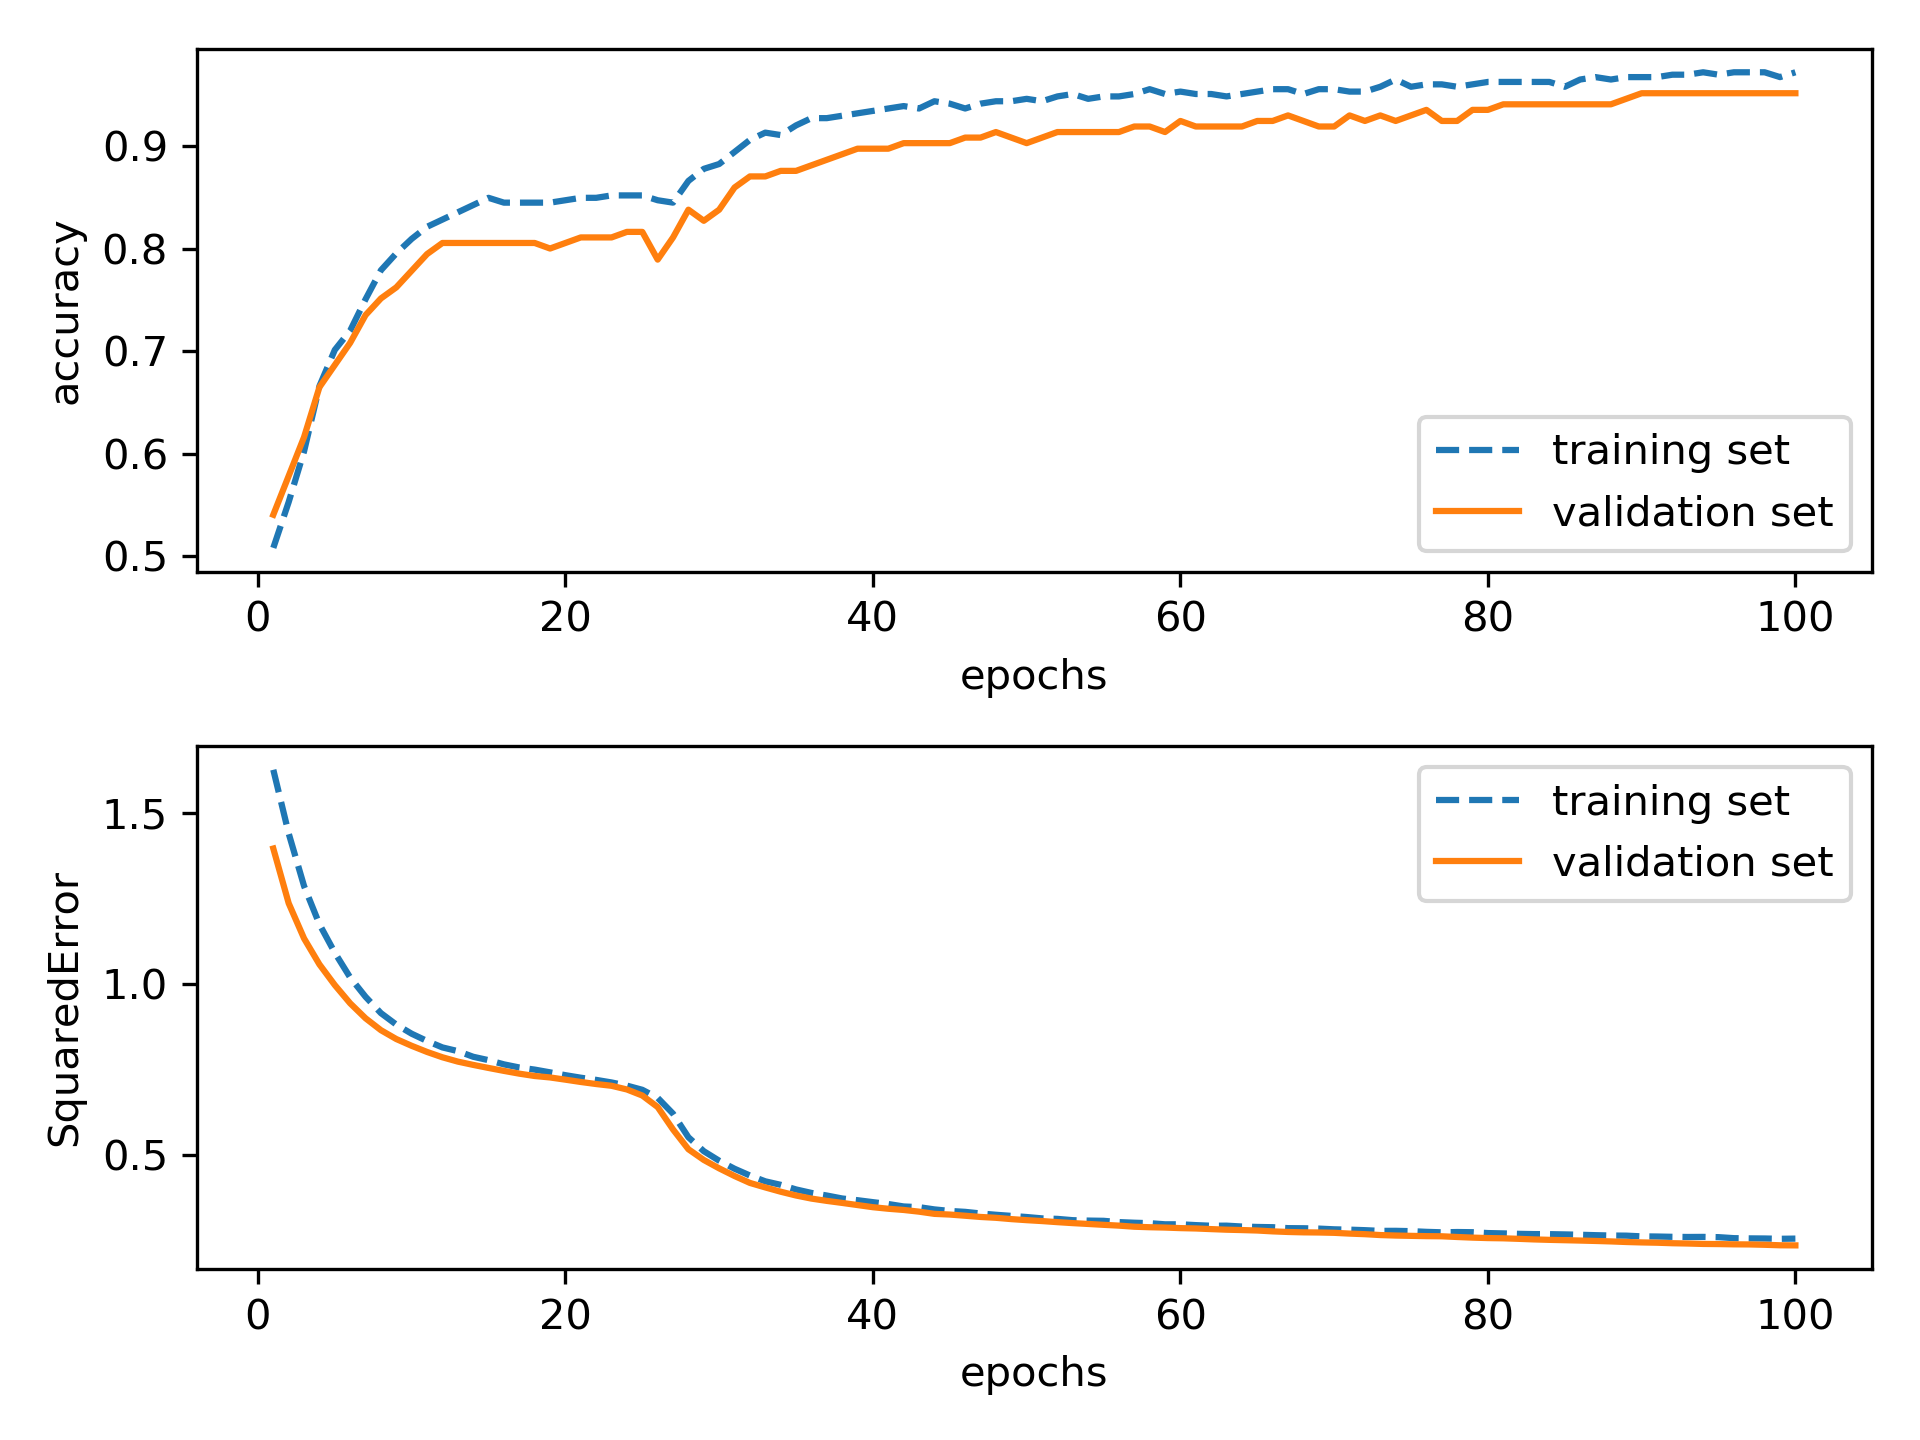 accuracy
0.9
0.8
0.7
0.6
0.5
training set
validation set
0 20 40 60 80 100
epochs
SquaredError
1.5
1.0
0.5
training set
validation set
0 20 40 60 80 100
epochs